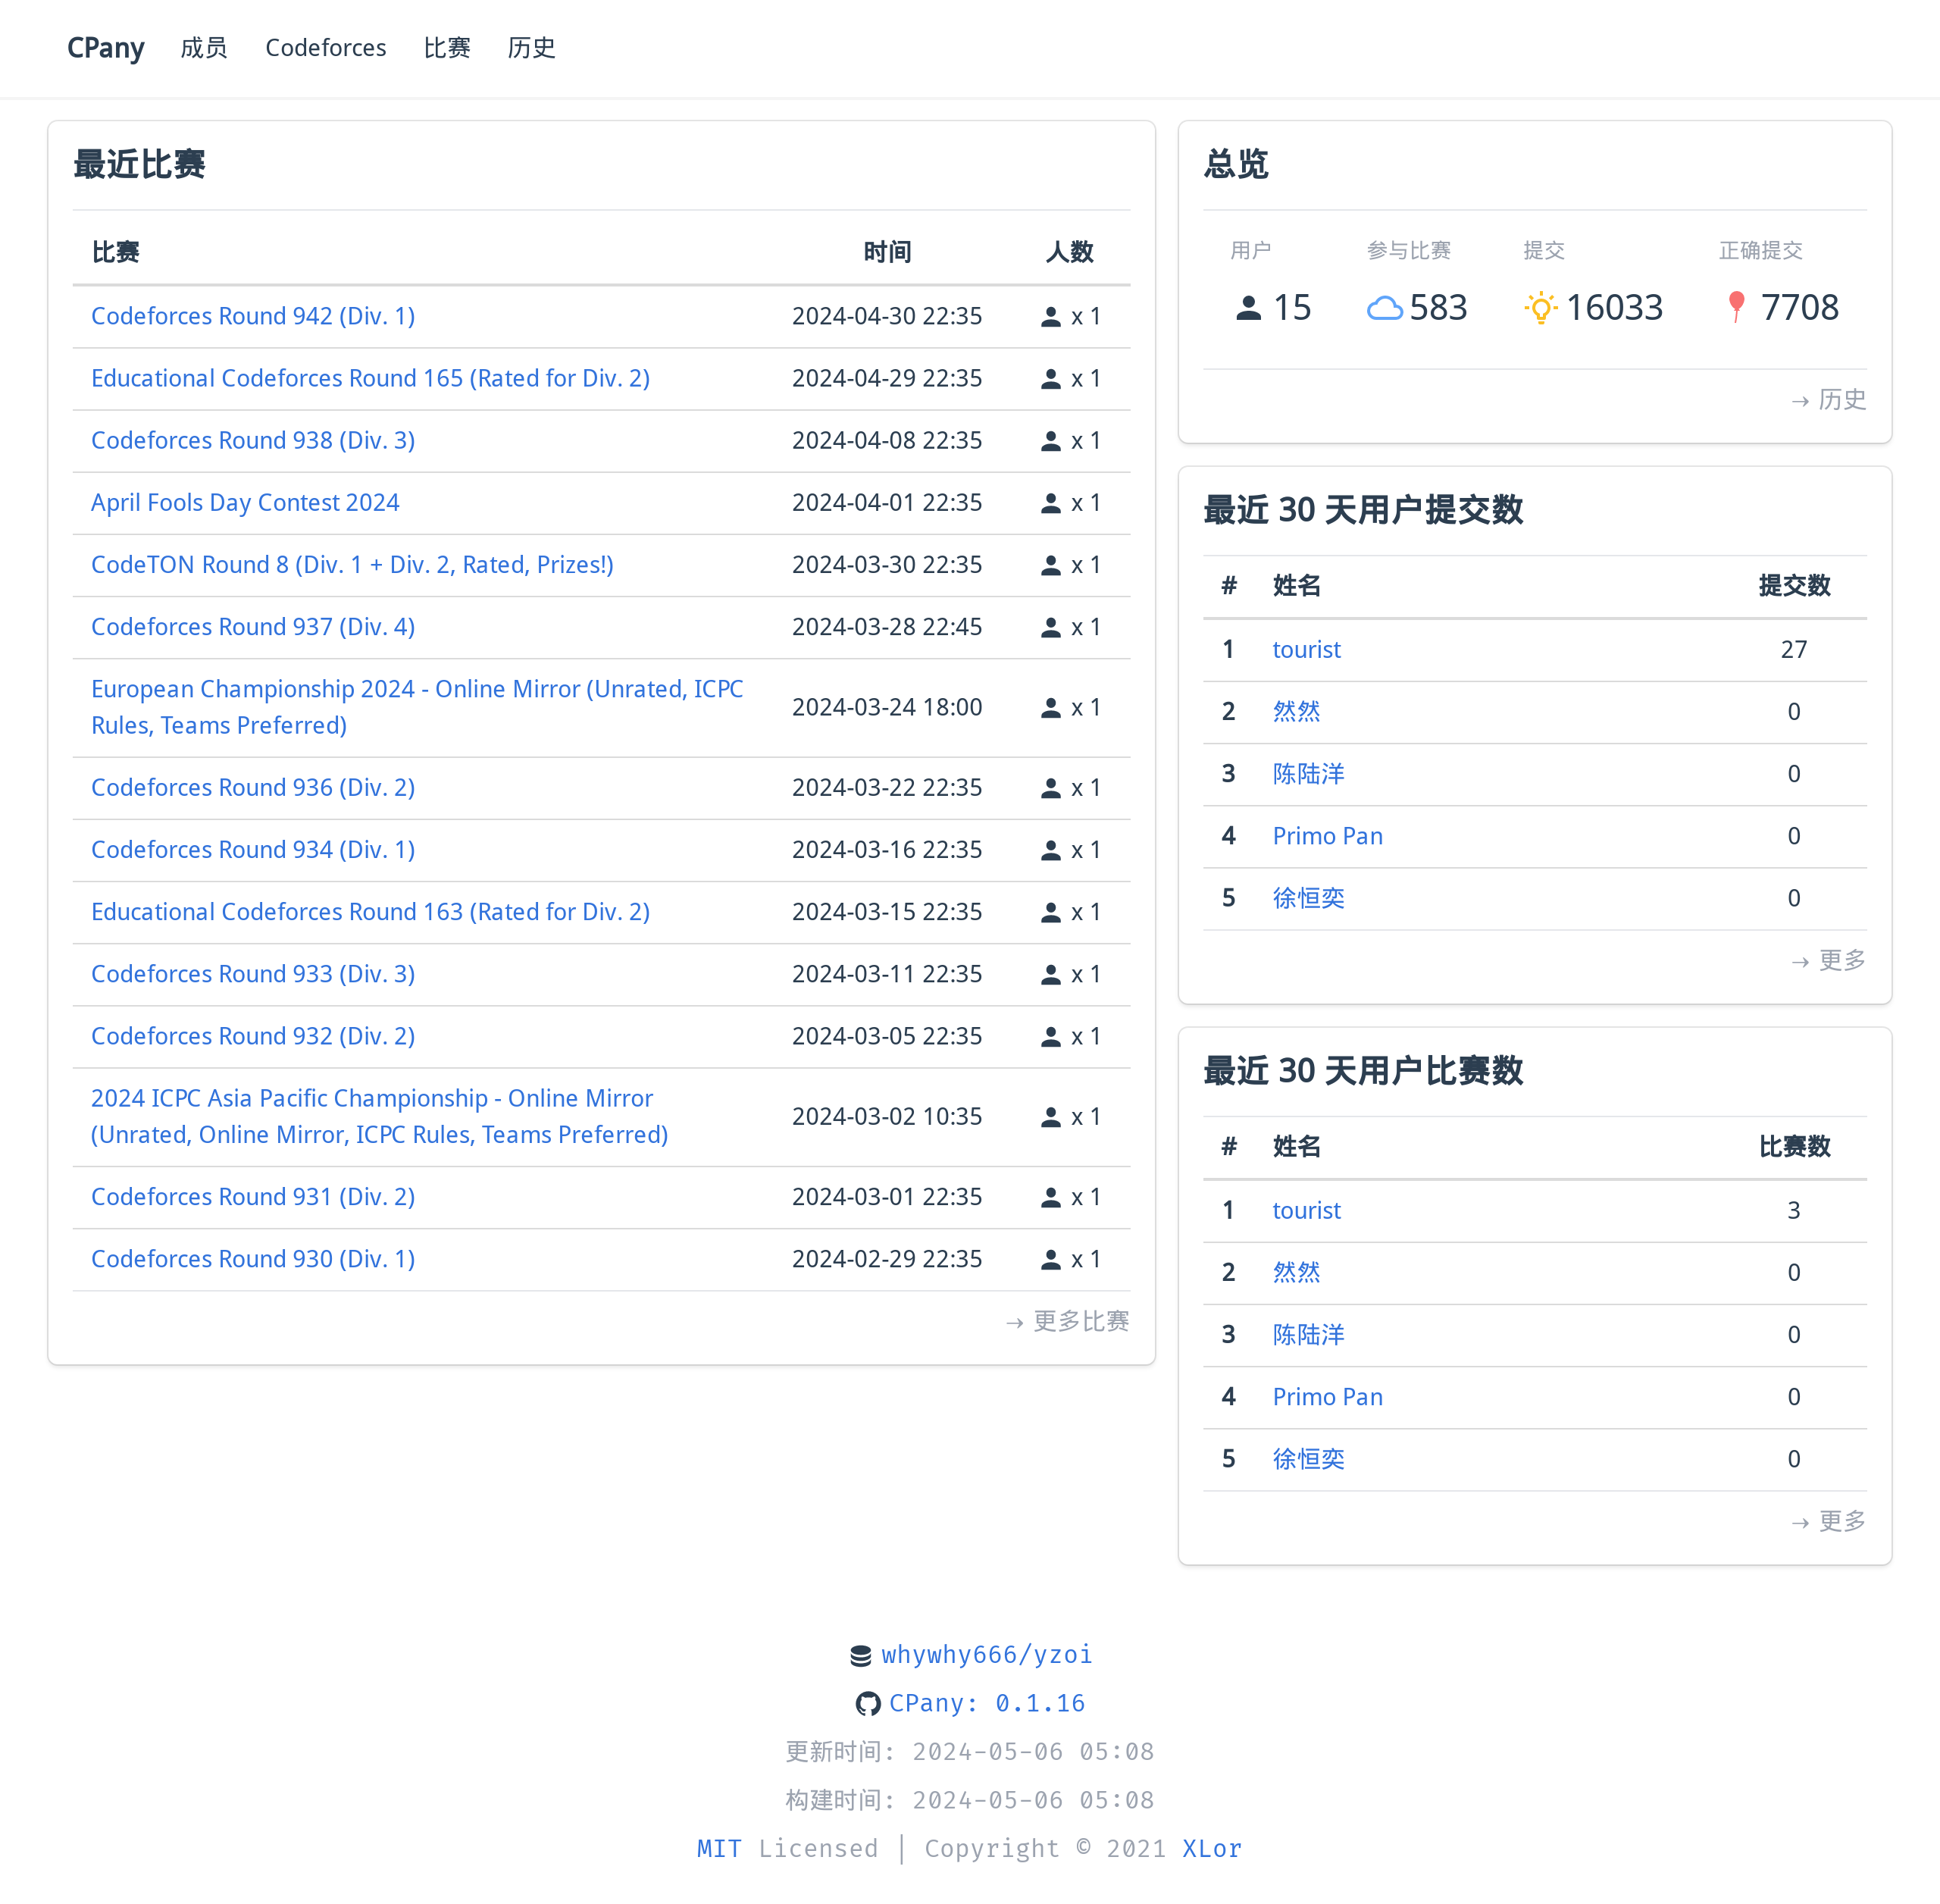 CPany 成员 Codeforces 比赛 历史
最近比赛
比赛 时间 人数
Codeforces Round 942 (Div. 1) 2024-04-30 22:35 x 1
Educational Codeforces Round 165 (Rated for Div. 2) 2024-04-29 22:35 x 1
Codeforces Round 938 (Div. 3) 2024-04-08 22:35 x 1
April Fools Day Contest 2024 2024-04-01 22:35 x 1
CodeTON Round 8 (Div. 1 + Div. 2, Rated, Prizes!) 2024-03-30 22:35 x 1
Codeforces Round 937 (Div. 4) 2024-03-28 22:45 x 1
European Championship 2024 - Online Mirror (Unrated, ICPC
Rules, Teams Preferred) 2024-03-24 18:00 x 1
Codeforces Round 936 (Div. 2) 2024-03-22 22:35 x 1
Codeforces Round 934 (Div. 1) 2024-03-16 22:35 x 1
Educational Codeforces Round 163 (Rated for Div. 2) 2024-03-15 22:35 x 1
Codeforces Round 933 (Div. 3) 2024-03-11 22:35 x 1
Codeforces Round 932 (Div. 2) 2024-03-05 22:35 x 1
2024 ICPC Asia Pacific Championship - Online Mirror
(Unrated, Online Mirror, ICPC Rules, Teams Preferred) 2024-03-02 10:35 x 1
Codeforces Round 931 (Div. 2) 2024-03-01 22:35 x 1
Codeforces Round 930 (Div. 1) 2024-02-29 22:35 x 1
→ 更多比赛
总览
用户 参与比赛 提交 正确提交
15 583 16033 7708
→ 历史
最近 30 天用户提交数
# 姓名 提交数
1 tourist 27
2 然然 0
3 陈陆洋 0
4 Primo Pan 0
5 徐恒奕 0
→ 更多
最近 30 天用户比赛数
# 姓名 比赛数
1 tourist 3
2 然然 0
3 陈陆洋 0
4 Primo Pan 0
5 徐恒奕 0
→ 更多
whywhy666/yzoi
CPany: 0.1.16
更新时间: 2024-05-06 05:08
构建时间: 2024-05-06 05:08
MIT Licensed | Copyright © 2021 XLor